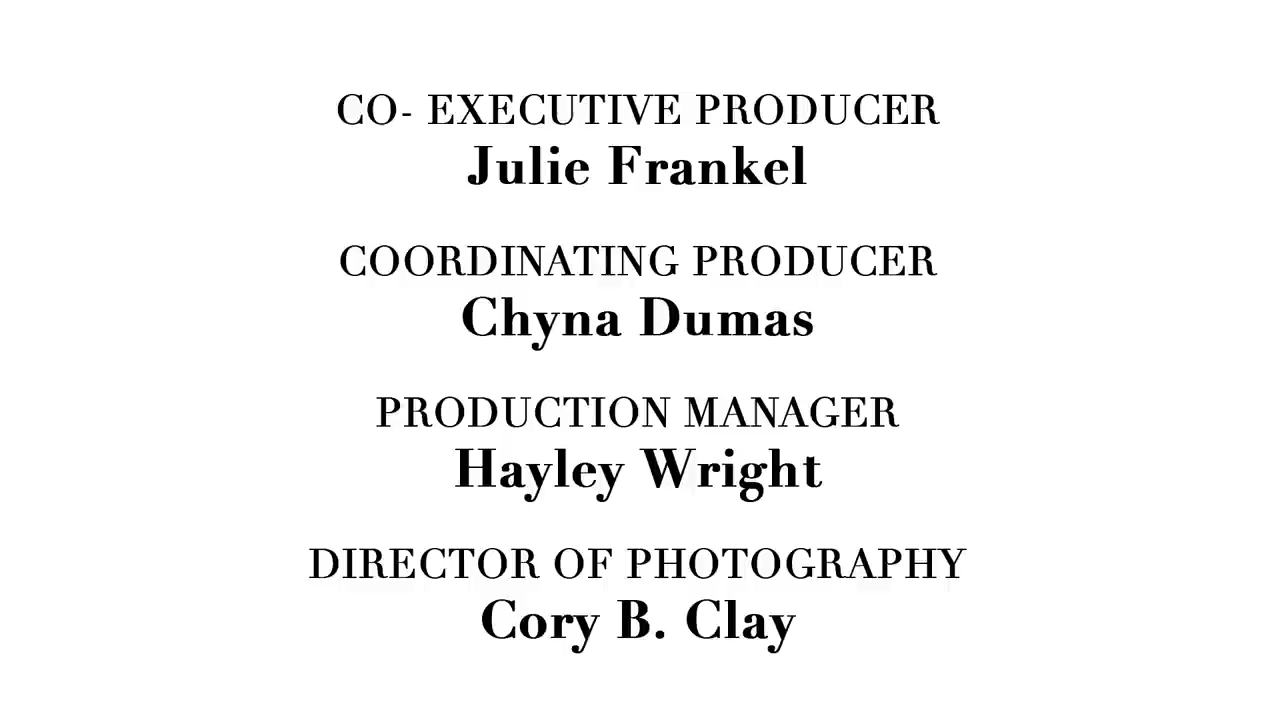 CO- EXECUTIVE PRODUCER
Julie Frankel
COORDINATING PRODUCER
Chyna Dumas
PRODUCTION MANAGER
Hayley Wright
DIRECTOR OF PHOTOGRAPHY
Cory B. Clay